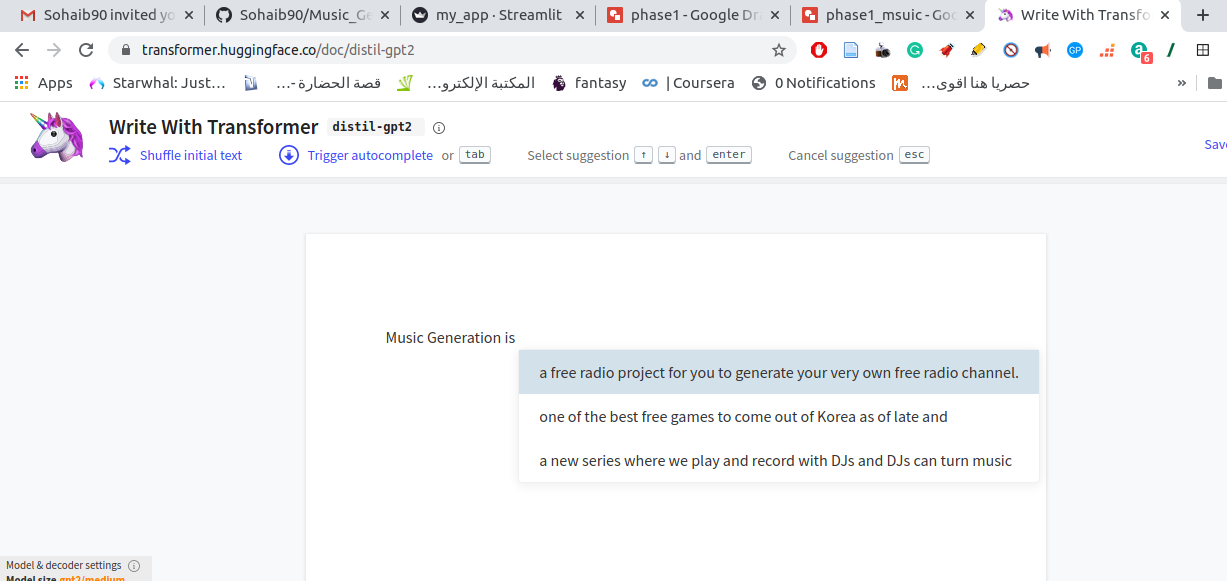 Sohaib90 invited yo
Sohaib90/Music_Ge
my_app · Streamlit
phase1 - Google Dra
phase1_msuic - Goo
Write With Transfo
transformer.huggingface.co/doc/distil-gpt2
GP
a
6
Apps
Starwhal: Just…
قصة الحضارة -…
المكتبة الإلكترو…
fantasy
| Coursera
0 Notifications
حصريا هنا اقوى…
»
Write With Transformer distil-gpt2
Shuffle initial text
Trigger autocomplete or tab
Select suggestion ↑ ↓ and enter
Cancel suggestion esc
Save
Music Generation is
a free radio project for you to generate your very own free radio channel.
one of the best free games to come out of Korea as of late and
a new series where we play and record with DJs and DJs can turn music
Model & decoder settings
Model size gpt2/medium